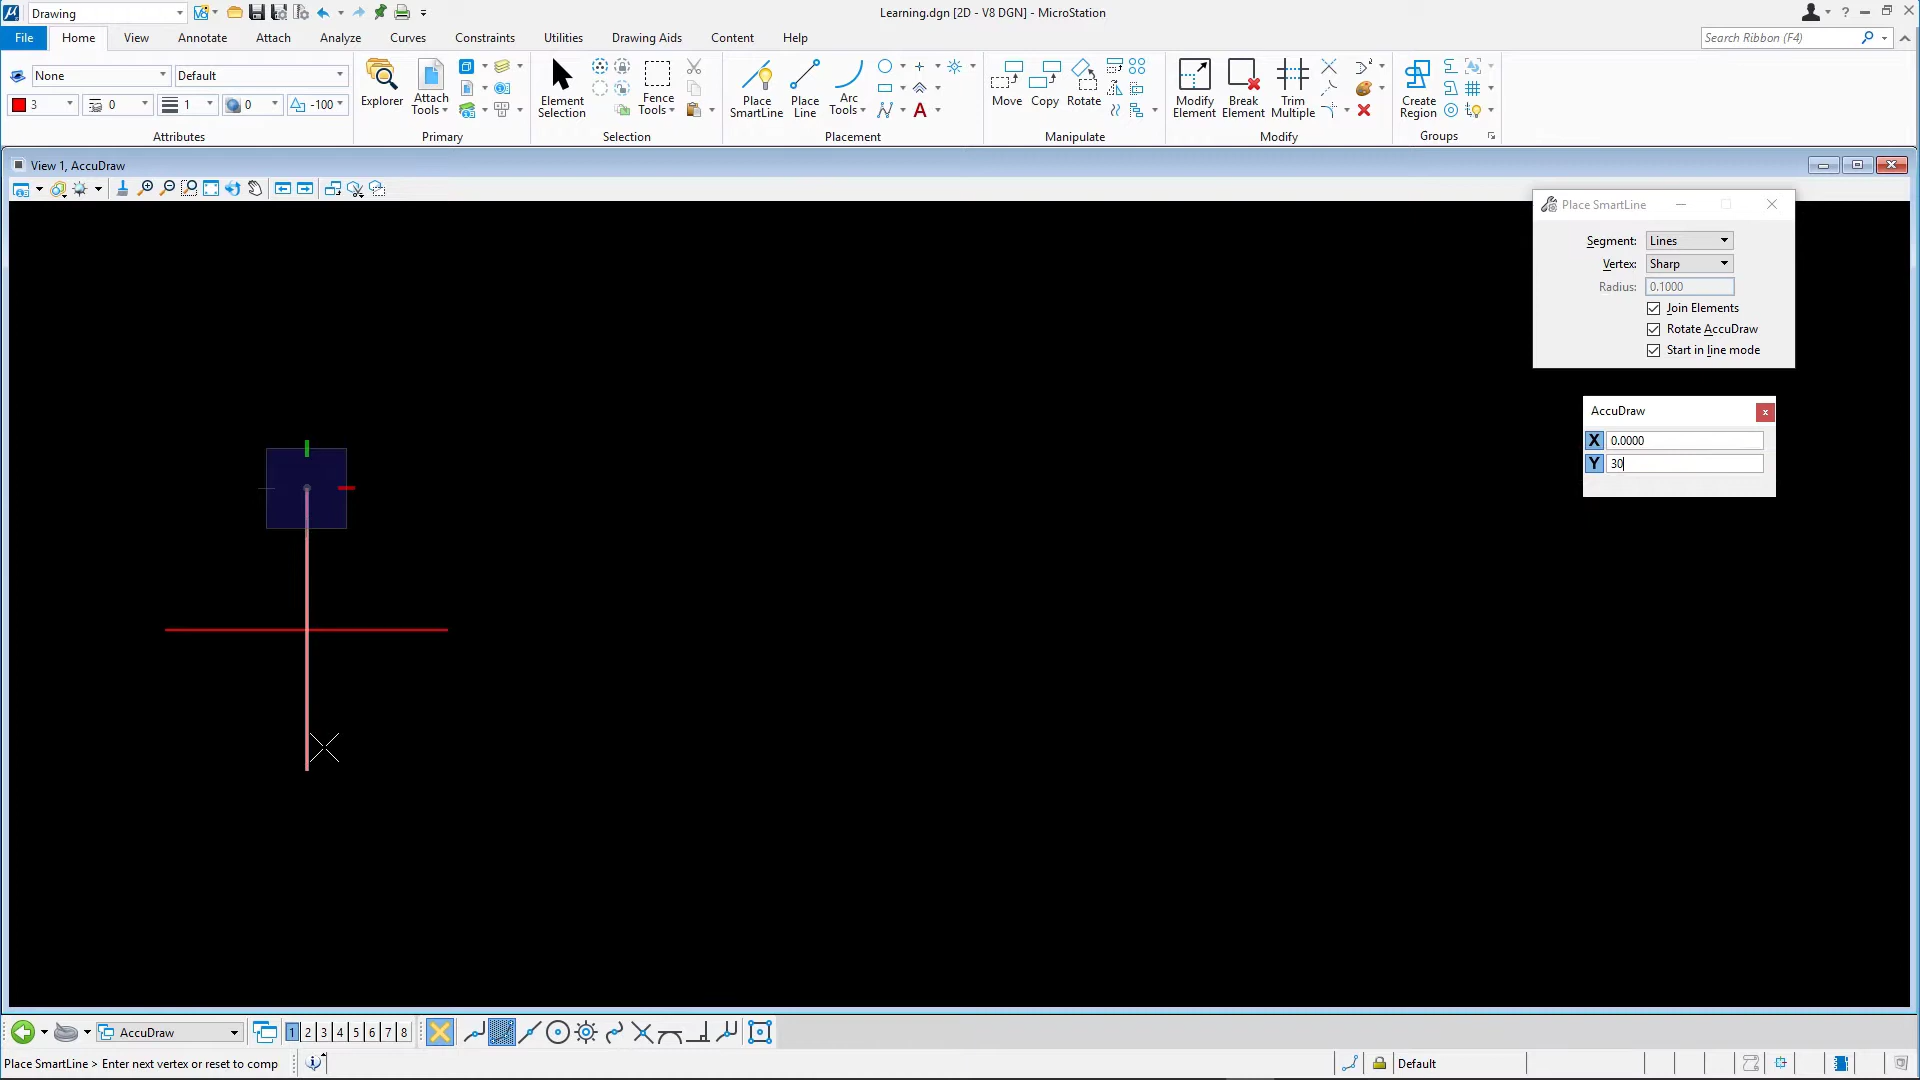 Drawing
Learning.dgn [2D - V8 DGN] - MicroStation
File Home View Annotate Attach Analyze Curves Constraints Utilities Drawing Aids Content Help
Search Ribbon (F4)
None Default
3 0 1 0 -100
Attributes
Explorer
Attach Tools
Primary
Element Selection
Fence Tools
Selection
Place SmartLine
Place Line
Arc Tools
A
Placement
Move
Copy
Rotate
Manipulate
Modify Element
Break Element
Trim Multiple
Modify
Create Region
Groups
View 1, AccuDraw
Place SmartLine
Segment: Lines
Vertex: Sharp
Radius: 0.1000
Join Elements
Rotate AccuDraw
Start in line mode
AccuDraw
X 0.0000
Y 30
AccuDraw
1 2 3 4 5 6 7 8
Place SmartLine > Enter next vertex or reset to comp
Default